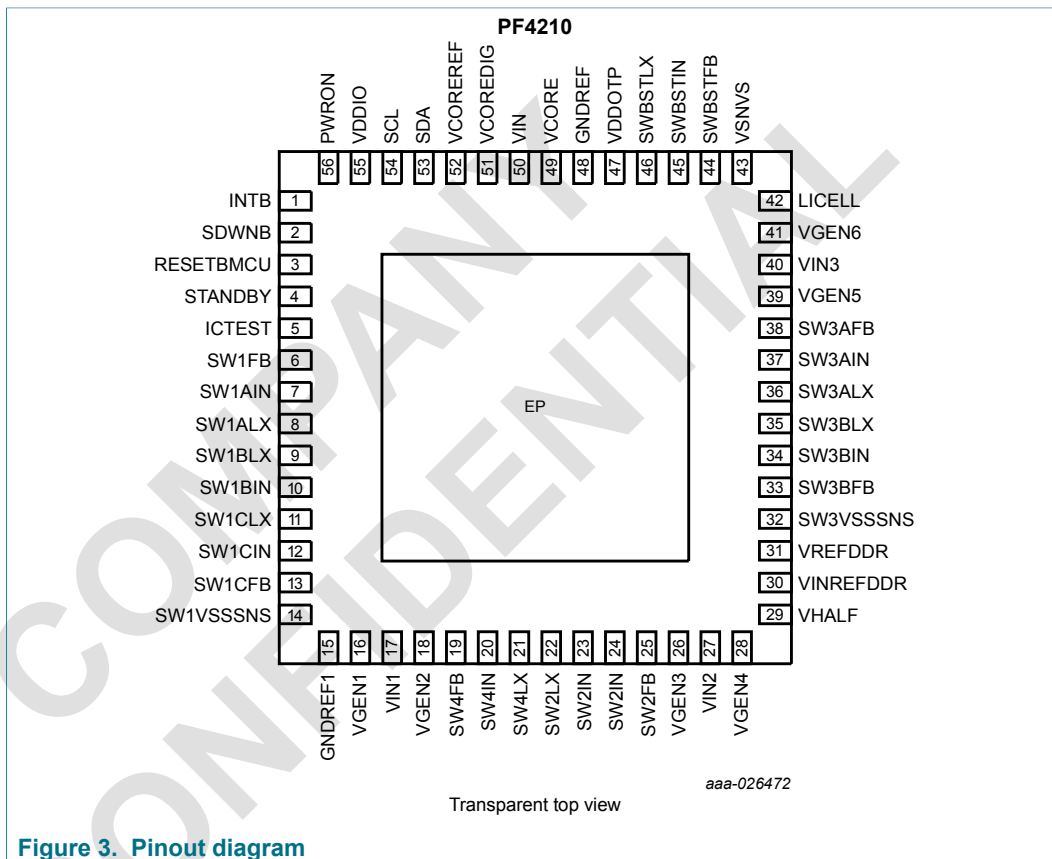 PF4210
PWRON
VDDIO
SCL
SDA
VCOREREF
VCOREDIG
VIN
VCORE
GNDREF
VDDOTP
SWBSTLX
SWBSTIN
SWBSTFB
VSNVS
56
55
54
53
52
51
50
49
48
47
46
45
44
43
INTB 1
SDWNB 2
RESETBMCU 3
STANDBY 4
ICTEST 5
SW1FB 6
SW1AIN 7
SW1ALX 8
SW1BLX 9
SW1BIN 10
SW1CLX 11
SW1CIN 12
SW1CFB 13
SW1VSSSNS 14
EP
42 LICELL
41 VGEN6
40 VIN3
39 VGEN5
38 SW3AFB
37 SW3AIN
36 SW3ALX
35 SW3BLX
34 SW3BIN
33 SW3BFB
32 SW3VSSSNS
31 VREFDDR
30 VINREFDDR
29 VHALF
15
16
17
18
19
20
21
22
23
24
25
26
27
28
GNDREF1
VGEN1
VIN1
VGEN2
SW4FB
SW4IN
SW4LX
SW2LX
SW2IN
SW2IN
SW2FB
VGEN3
VIN2
VGEN4
aaa-026472
Transparent top view
Figure 3. Pinout diagram
COMPANY
CONFIDENTIAL